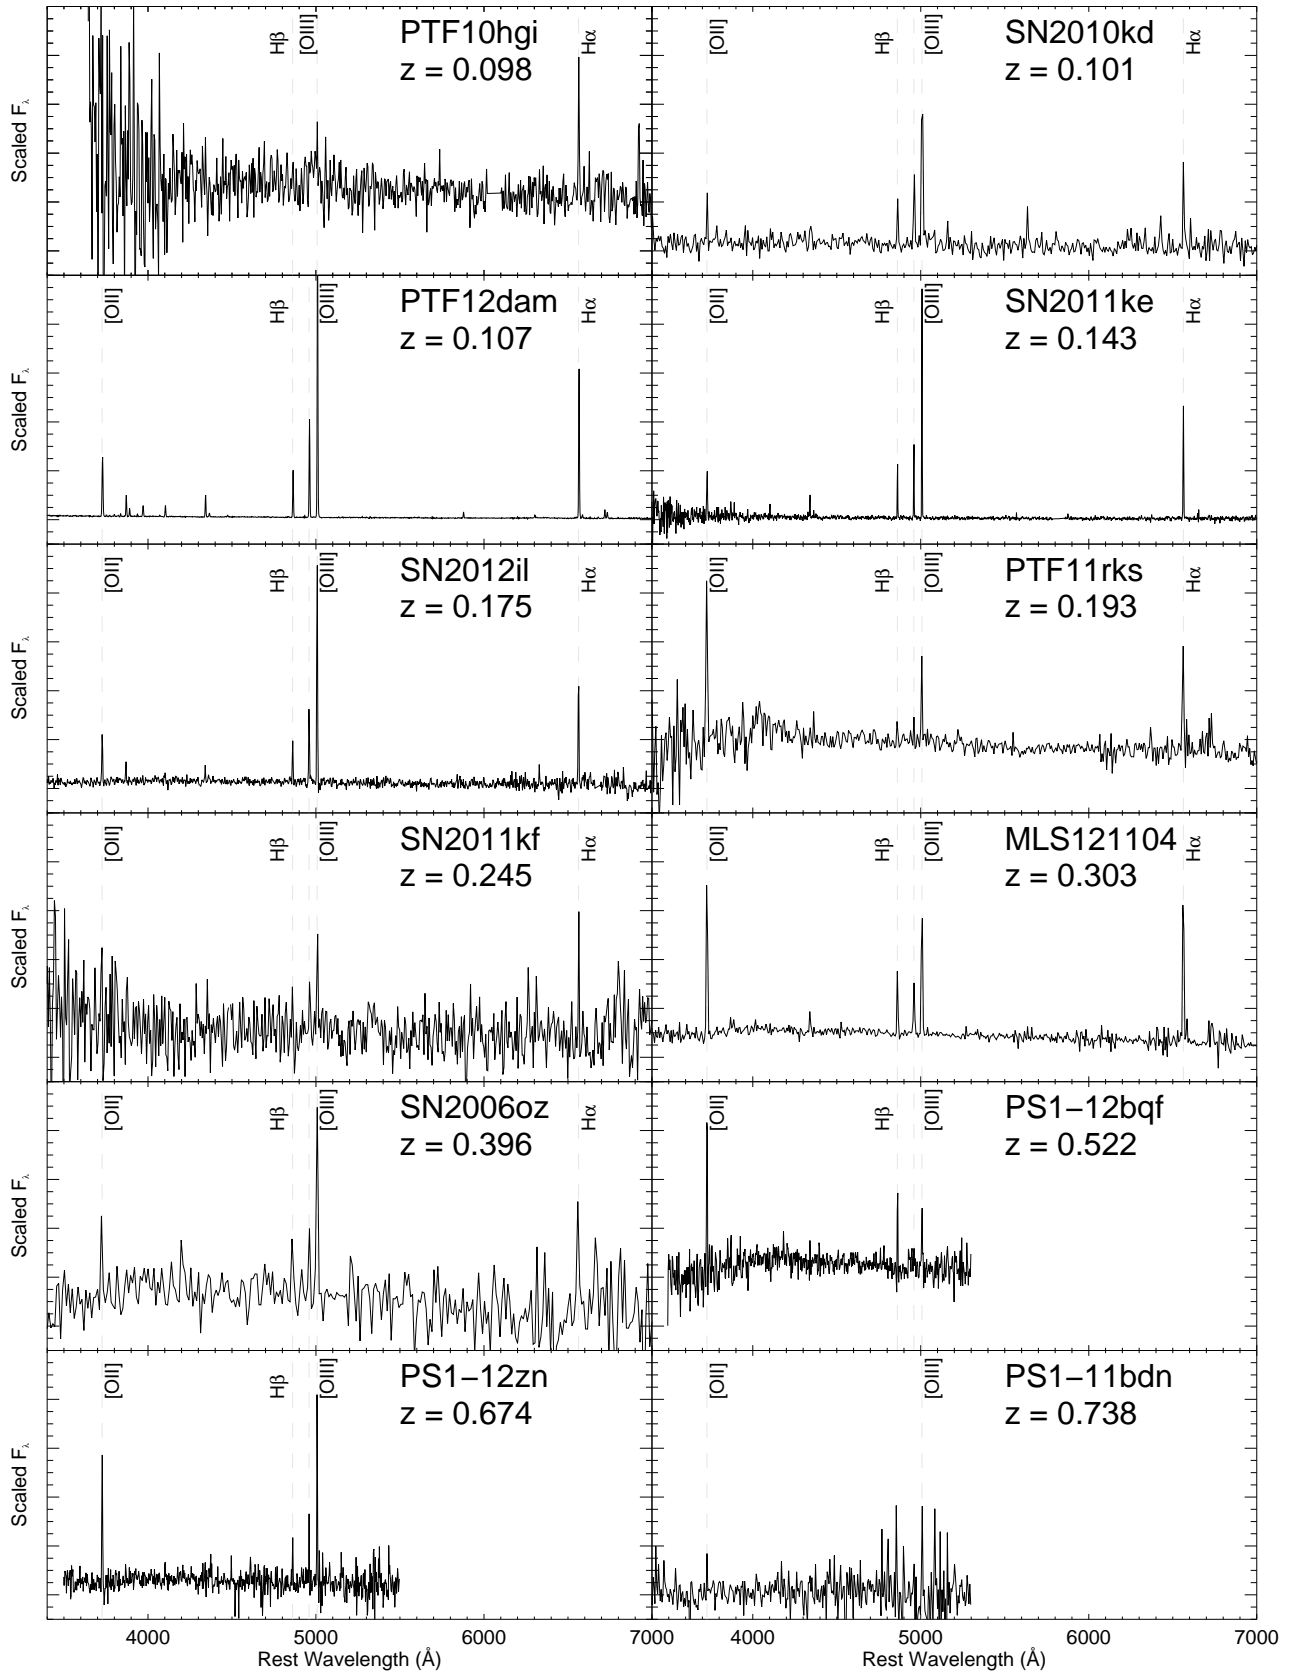 Hβ [OIII] PTF10hgi Hα
z = 0.098
Scaled Fλ
[OII] Hβ [OIII] SN2010kd Hα
z = 0.101
[OII] Hβ [OIII] PTF12dam Hα
z = 0.107
Scaled Fλ
[OII] Hβ [OIII] SN2011ke Hα
z = 0.143
[OII] Hβ [OIII] SN2012il Hα
z = 0.175
Scaled Fλ
[OII] Hβ [OIII] PTF11rks Hα
z = 0.193
[OII] Hβ [OIII] SN2011kf Hα
z = 0.245
Scaled Fλ
[OII] Hβ [OIII] MLS121104 Hα
z = 0.303
[OII] Hβ [OIII] SN2006oz Hα
z = 0.396
Scaled Fλ
[OII] Hβ [OIII] PS1−12bqf
z = 0.522
[OII] Hβ [OIII] PS1−12zn
z = 0.674
Scaled Fλ
[OII] [OIII] PS1−11bdn
z = 0.738
4000 5000 6000 7000 4000 5000 6000 7000
Rest Wavelength (Å) Rest Wavelength (Å)